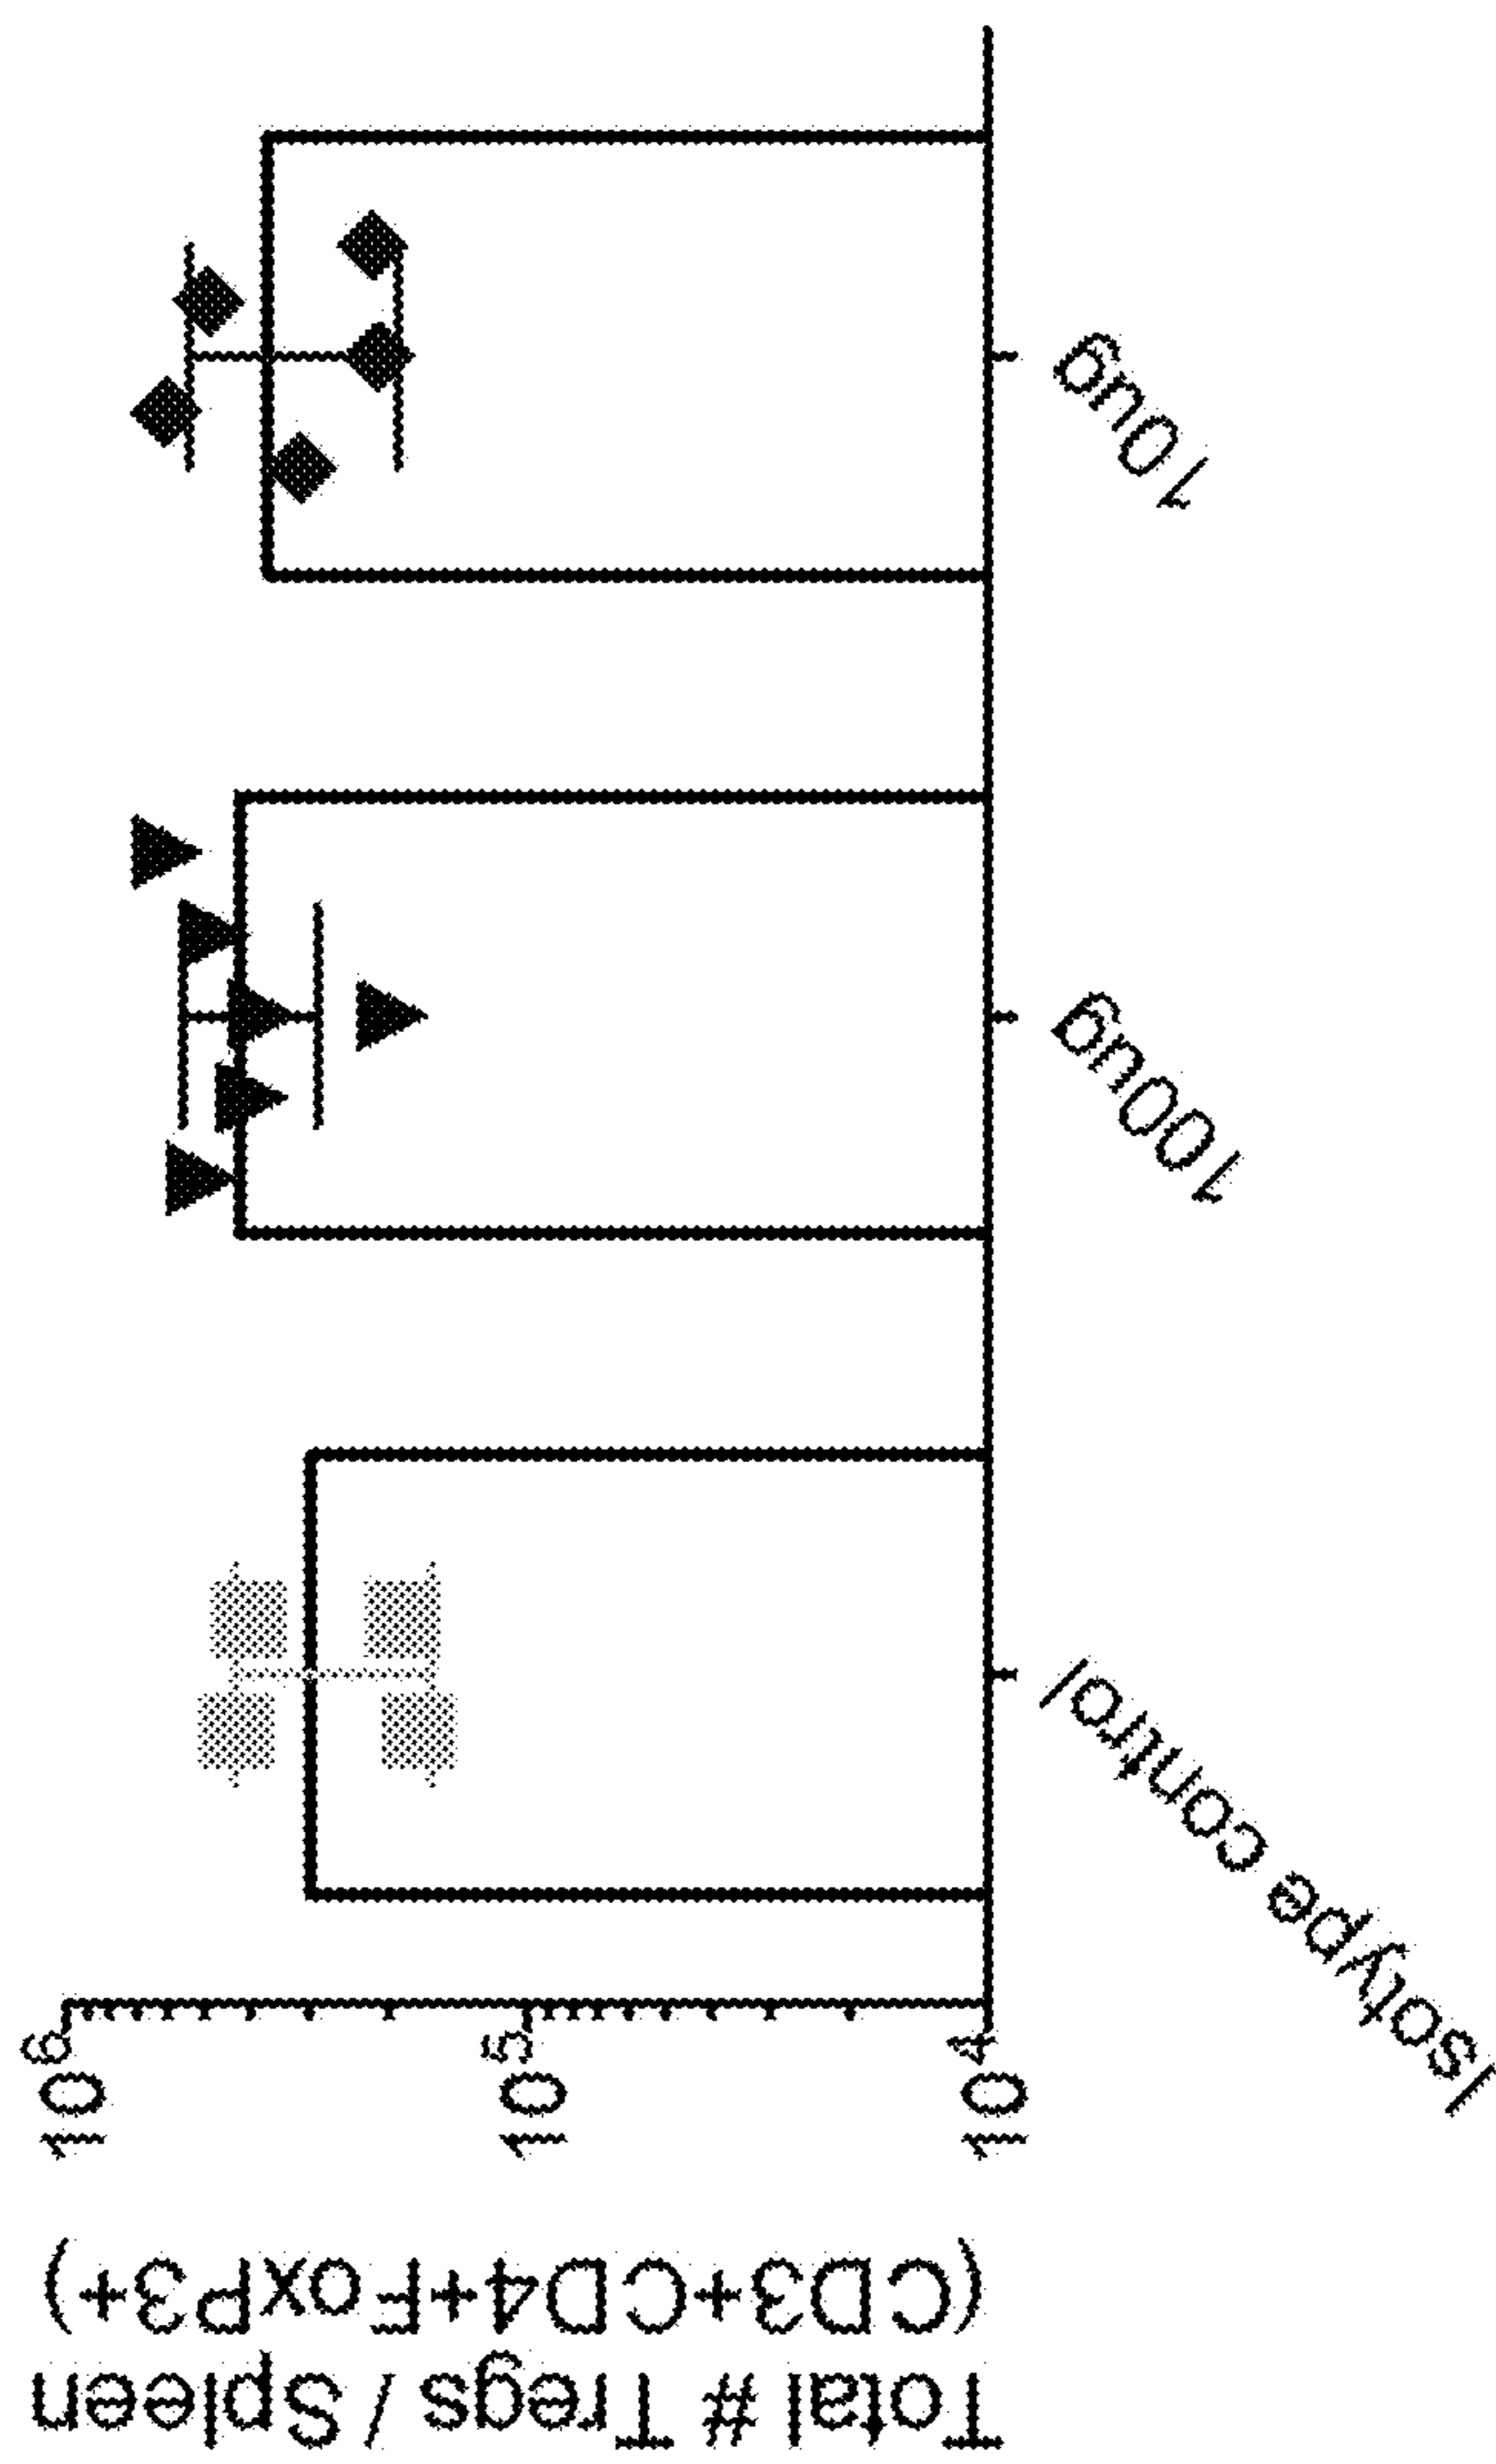 Total # Tregs / Spleen
(CD3+CD4+FoxP3+)
10^6
10^5
10^4
Isotype control
100ug
10ug